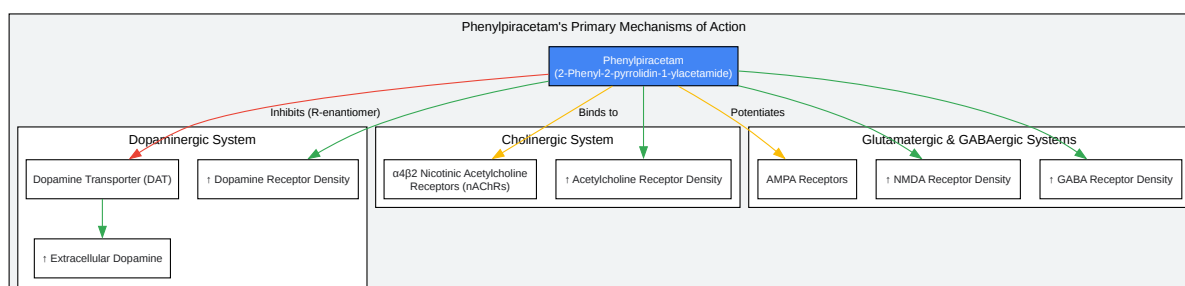 Phenylpiracetam's Primary Mechanisms of Action
Phenylpiracetam
(2-Phenyl-2-pyrrolidin-1-ylacetamide)
Inhibits (R-enantiomer)
Binds to
Potentiates
Dopaminergic System
Cholinergic System
Glutamatergic & GABAergic Systems
Dopamine Transporter (DAT)
↑ Dopamine Receptor Density
α4β2 Nicotinic Acetylcholine
Receptors (nAChRs)
↑ Acetylcholine Receptor Density
AMPA Receptors
↑ NMDA Receptor Density
↑ GABA Receptor Density
↑ Extracellular Dopamine